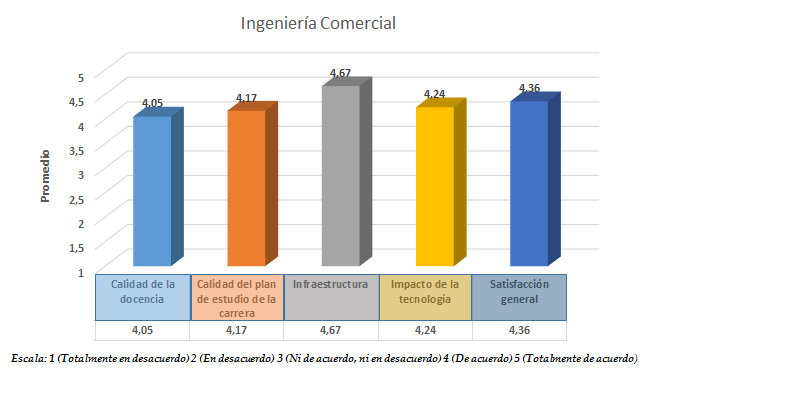 Ingeniería Comercial
Promedio
5
4,5
4
3,5
3
2,5
2
1,5
1
4,05
4,17
4,67
4,24
4,36
Calidad de la
docencia
Calidad del plan
de estudio de la
carrera
Infraestructura
Impacto de la
tecnología
Satisfacción
general
4,05 4,17 4,67 4,24 4,36
Escala: 1 (Totalmente en desacuerdo) 2 (En desacuerdo) 3 (Ni de acuerdo, ni en desacuerdo) 4 (De acuerdo) 5 (Totalmente de acuerdo)